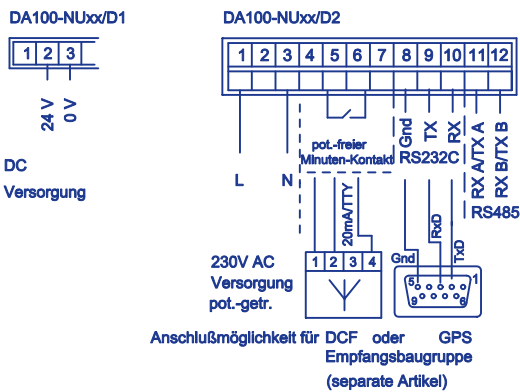 DA100-NUxx/D1
DA100-NUxx/D2
1 2 3
1 2 3 4 5 6 7 8 9 10 11 12
24 V
0 V
DC
Versorgung
L
N
pot.-freier
Minuten-Kontakt
Gnd
TX
RX
RS232C
RX A/TX A
RX B/TX B
RS485
20mA/TTY
RxD
TxD
Gnd
230V AC
Versorgung
pot.-getr.
1 2 3 4
5 1
9 6
Anschlußmöglichkeit für DCF oder GPS
Empfangsbaugruppe
(separate Artikel)